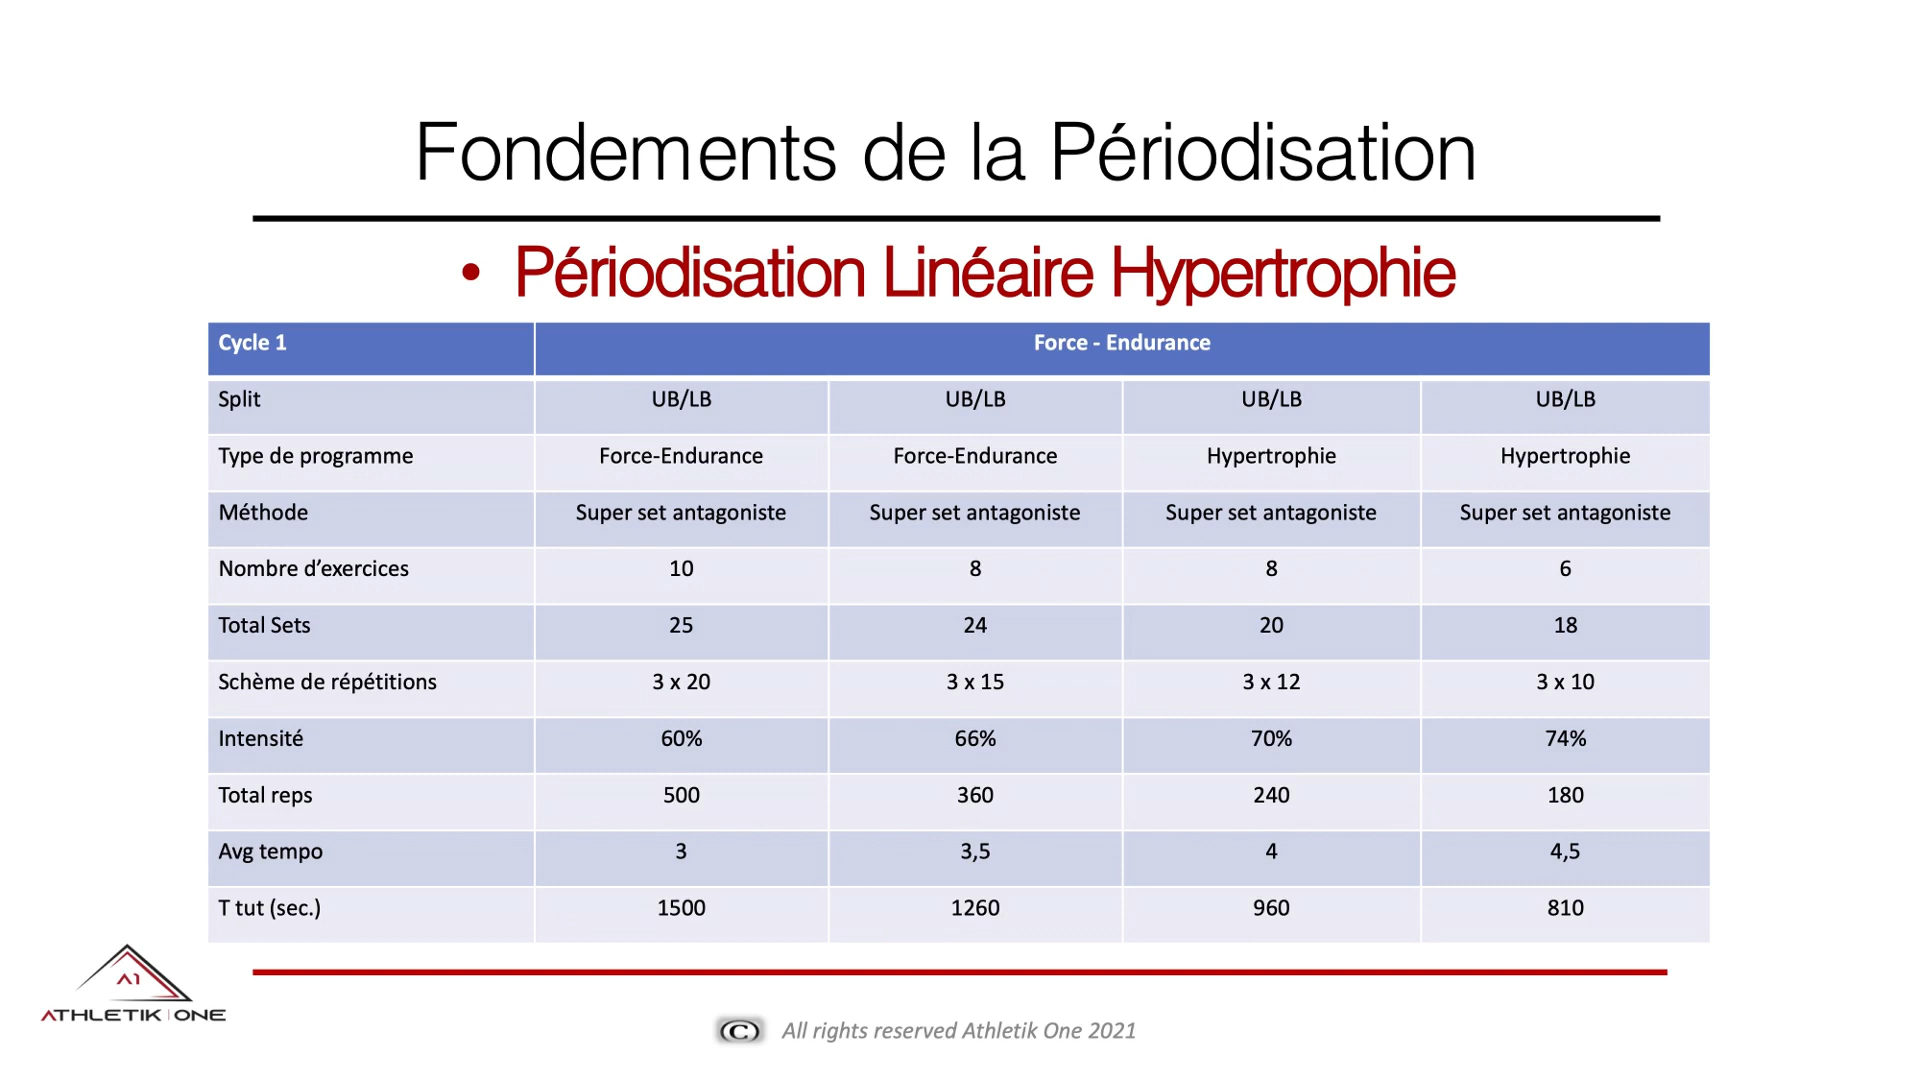 Fondements de la Périodisation
• Périodisation Linéaire Hypertrophie
Cycle 1 Force - Endurance
Split UB/LB UB/LB UB/LB UB/LB
Type de programme Force-Endurance Force-Endurance Hypertrophie Hypertrophie
Méthode Super set antagoniste Super set antagoniste Super set antagoniste Super set antagoniste
Nombre d’exercices 10 8 8 6
Total Sets 25 24 20 18
Schème de répétitions 3 x 20 3 x 15 3 x 12 3 x 10
Intensité 60% 66% 70% 74%
Total reps 500 360 240 180
Avg tempo 3 3,5 4 4,5
T tut (sec.) 1500 1260 960 810
A1
ATHLETIK|ONE
© All rights reserved Athletik One 2021